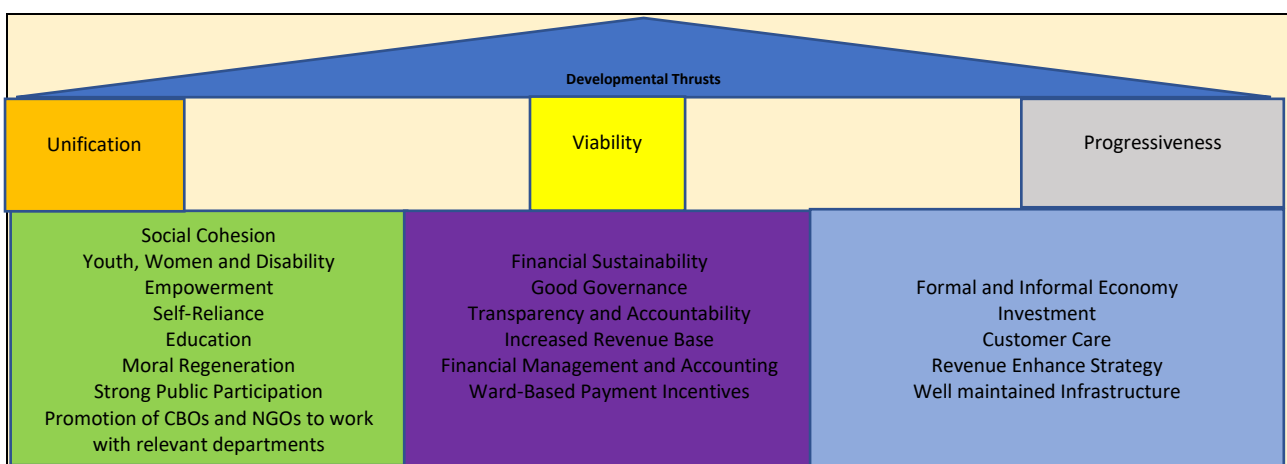 Developmental Thrusts
Unification
Viability
Progressiveness
Social Cohesion
Youth, Women and Disability
Empowerment
Self-Reliance
Education
Moral Regeneration
Strong Public Participation
Promotion of CBOs and NGOs to work
with relevant departments
Financial Sustainability
Good Governance
Transparency and Accountability
Increased Revenue Base
Financial Management and Accounting
Ward-Based Payment Incentives
Formal and Informal Economy
Investment
Customer Care
Revenue Enhance Strategy
Well maintained Infrastructure